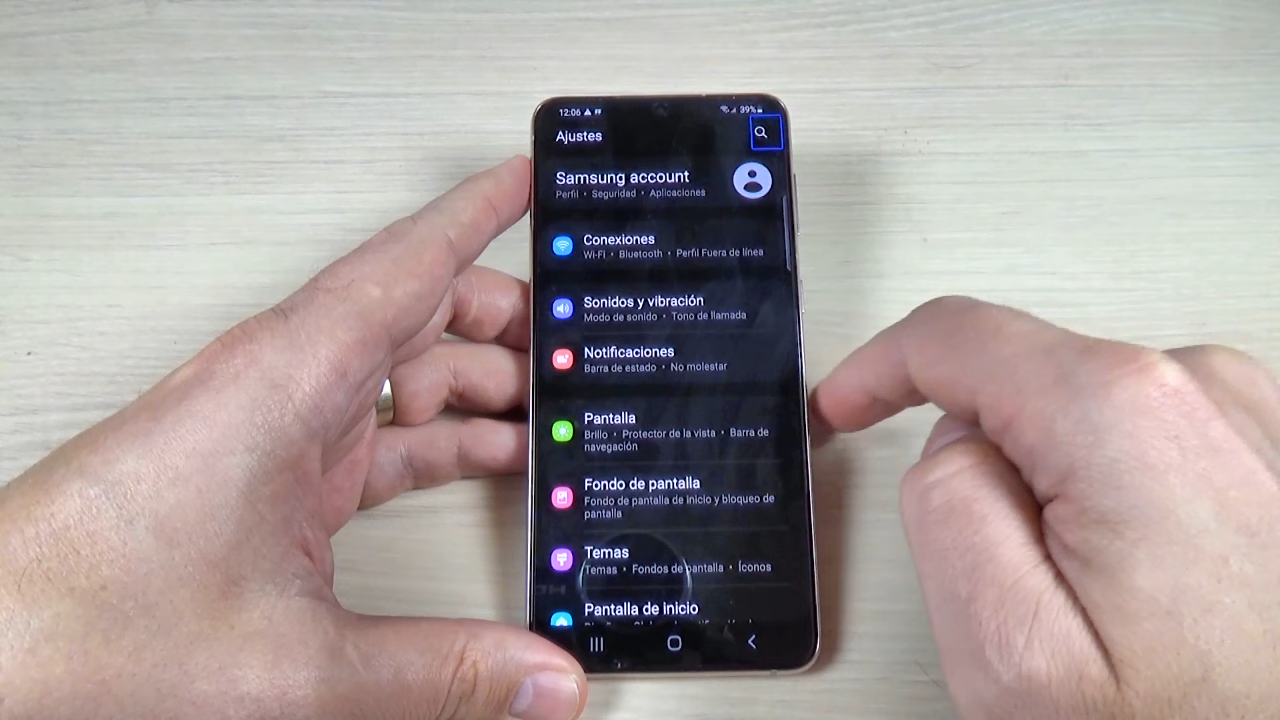 12:06
39%
Ajustes
Samsung account
Perfil • Seguridad • Aplicaciones
Conexiones
Wi-Fi • Bluetooth • Perfil Fuera de línea
Sonidos y vibración
Modo de sonido • Tono de llamada
Notificaciones
Barra de estado • No molestar
Pantalla
Brillo • Protector de la vista • Barra de
navegación
Fondo de pantalla
Fondo de pantalla de inicio y bloqueo de
pantalla
Temas
Temas • Fondos de pantalla • Íconos
Pantalla de inicio